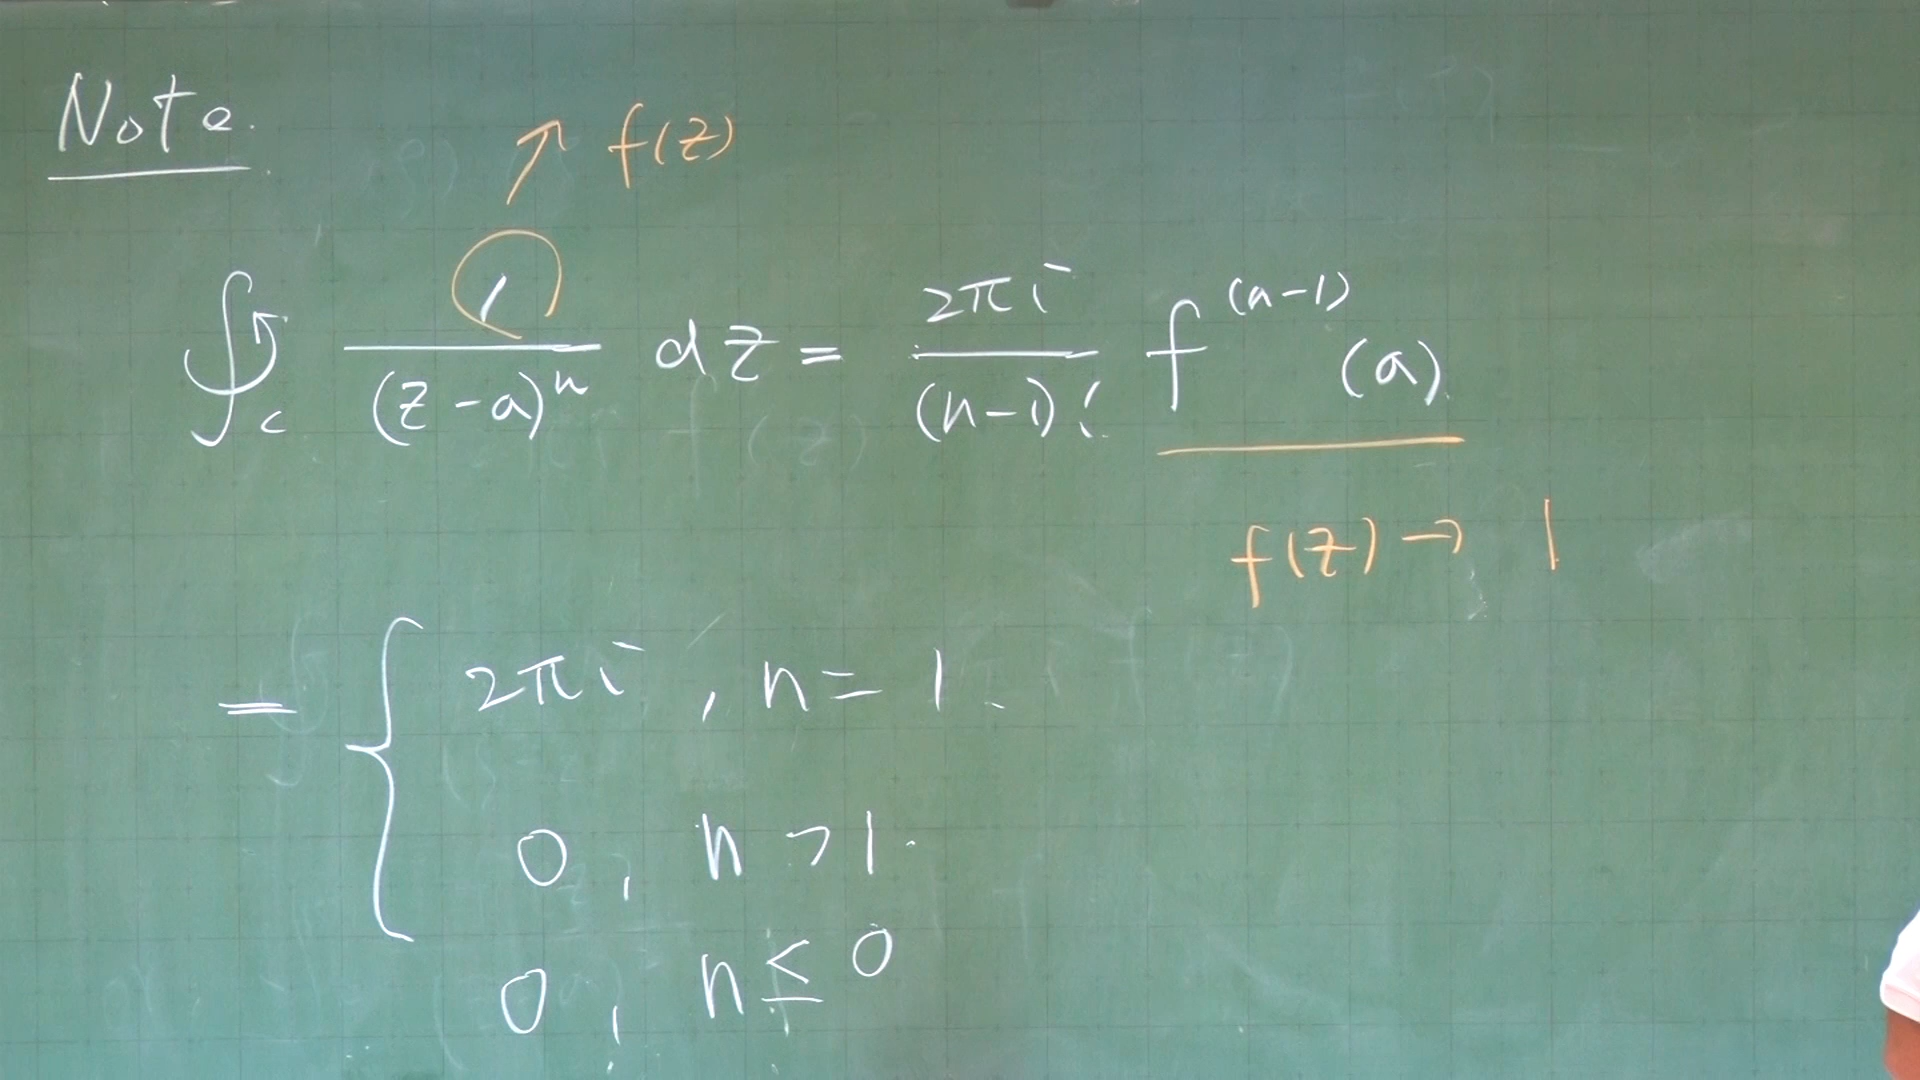 Note.
↑ f(z)
∮_c 1/(z-a)^n dz = 2πi/(n-1)! f^(n-1)(a)
f(z) → 1
= { 2πi, n = 1.
0, n > 1.
0, n ≤ 0